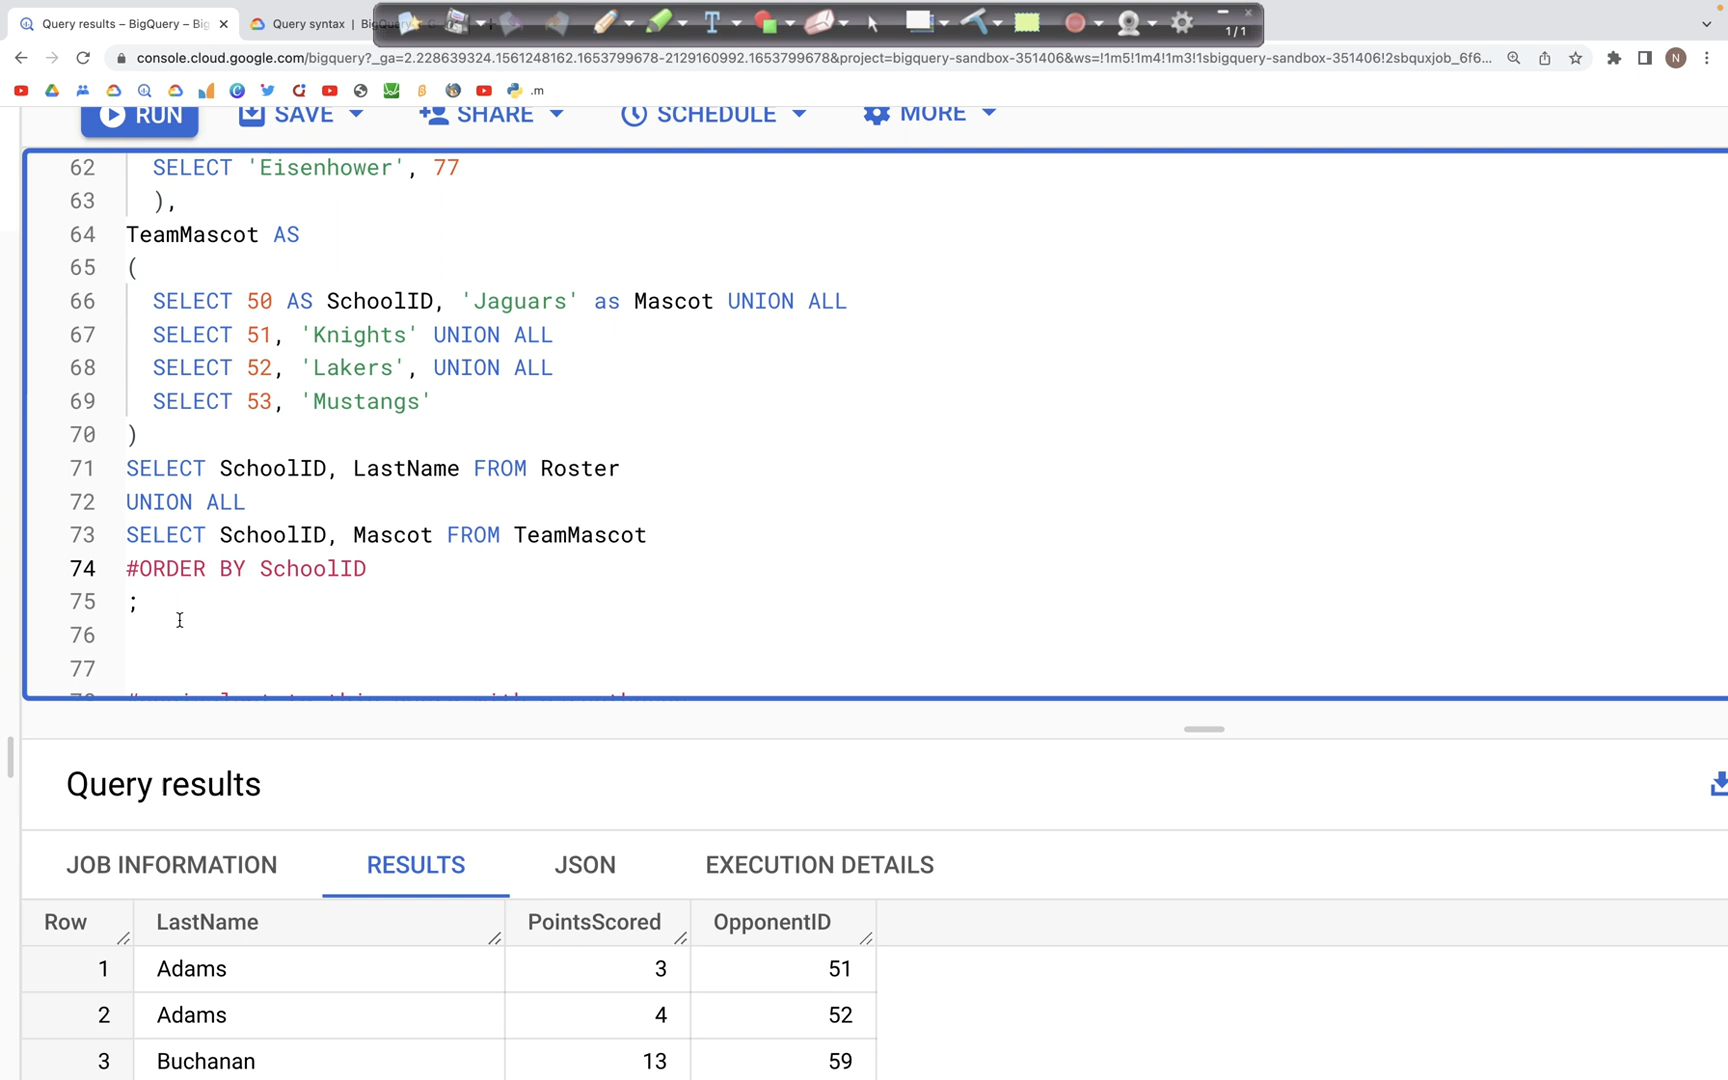 Query results – BigQuery – Big
Query syntax | BigQuery
1/1
console.cloud.google.com/bigquery?_ga=2.228639324.1561248162.1653799678-2129160992.1653799678&project=bigquery-sandbox-351406&ws=!1m5!1m4!1m3!1sbigquery-sandbox-351406!2sbquxjob_6f6...
N
.m
RUN SAVE SHARE SCHEDULE MORE
62 SELECT 'Eisenhower', 77
63 ),
64 TeamMascot AS
65 (
66 SELECT 50 AS SchoolID, 'Jaguars' as Mascot UNION ALL
67 SELECT 51, 'Knights' UNION ALL
68 SELECT 52, 'Lakers', UNION ALL
69 SELECT 53, 'Mustangs'
70 )
71 SELECT SchoolID, LastName FROM Roster
72 UNION ALL
73 SELECT SchoolID, Mascot FROM TeamMascot
74 #ORDER BY SchoolID
75 ;
76
77
Query results
JOB INFORMATION RESULTS JSON EXECUTION DETAILS
Row LastName PointsScored OpponentID
1 Adams 3 51
2 Adams 4 52
3 Buchanan 13 59